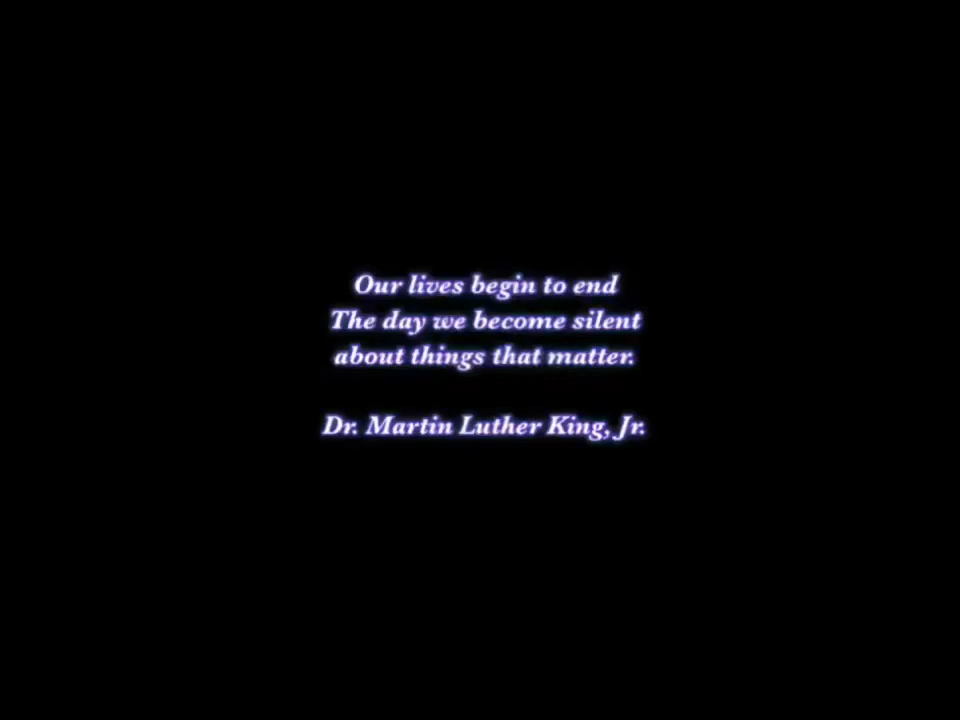 Our lives begin to end
The day we become silent
about things that matter.
Dr. Martin Luther King, Jr.